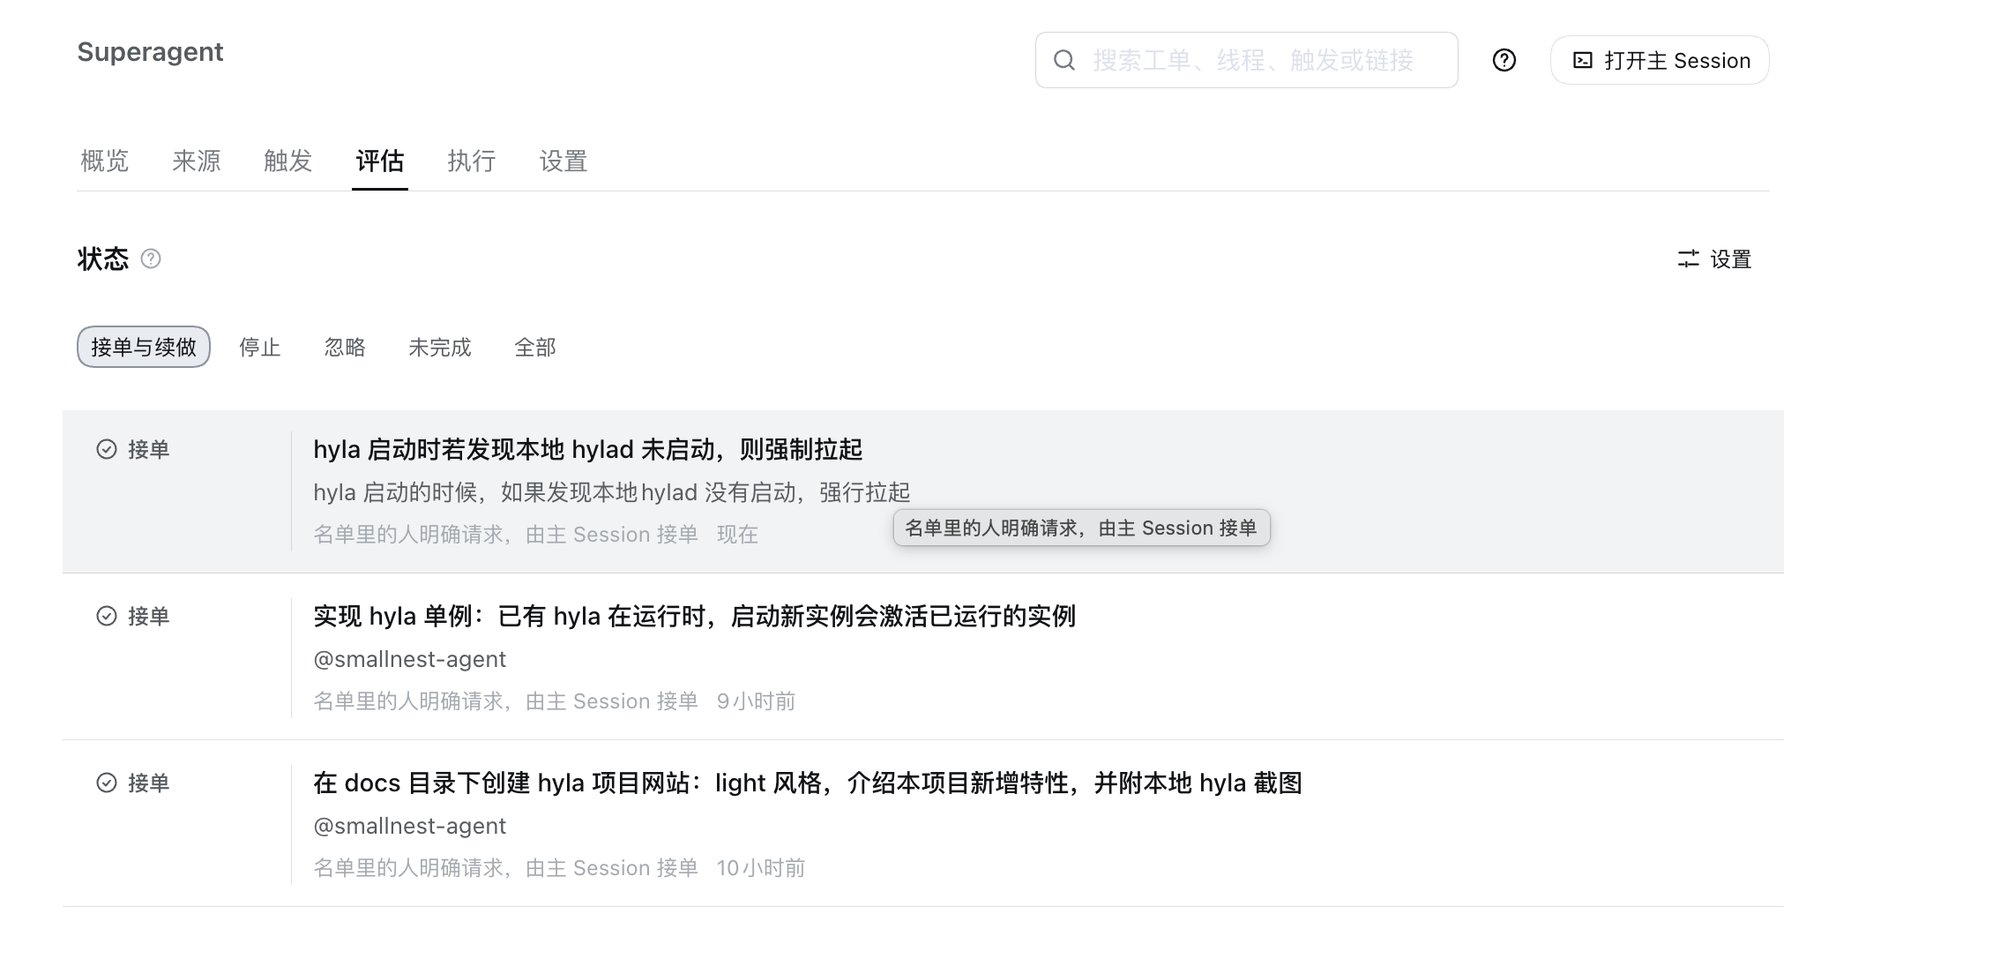 Superagent
搜索工单、线程、触发或链接
打开主 Session
概览 来源 触发 评估 执行 设置
状态
设置
接单与续做 停止 忽略 未完成 全部
接单
hyla 启动时若发现本地 hylad 未启动，则强制拉起
hyla 启动的时候，如果发现本地hylad 没有启动，强行拉起
名单里的人明确请求，由主 Session 接单 现在
名单里的人明确请求，由主 Session 接单
接单
实现 hyla 单例：已有 hyla 在运行时，启动新实例会激活已运行的实例
@smallnest-agent
名单里的人明确请求，由主 Session 接单 9小时前
接单
在 docs 目录下创建 hyla 项目网站：light 风格，介绍本项目新增特性，并附本地 hyla 截图
@smallnest-agent
名单里的人明确请求，由主 Session 接单 10小时前